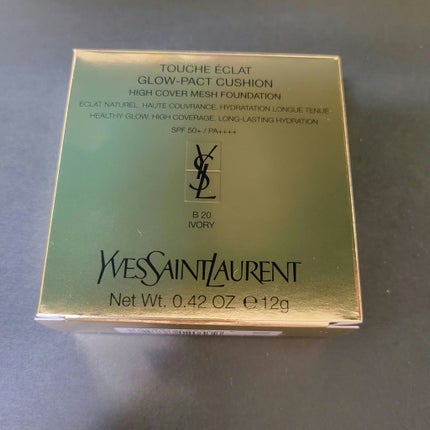 TOUCHE ÉCLAT
GLOW-PACT CUSHION
HIGH COVER MESH FOUNDATION
ÉCLAT NATUREL, HAUTE COUVRANCE, HYDRATATION LONGUE TENUE
HEALTHY GLOW, HIGH COVERAGE, LONG-LASTING HYDRATION
SPF 50+ / PA++++
YSL
B 20
IVORY
YVESSAINTLAURENT
Net Wt. 0.42 OZ ℮ 12g